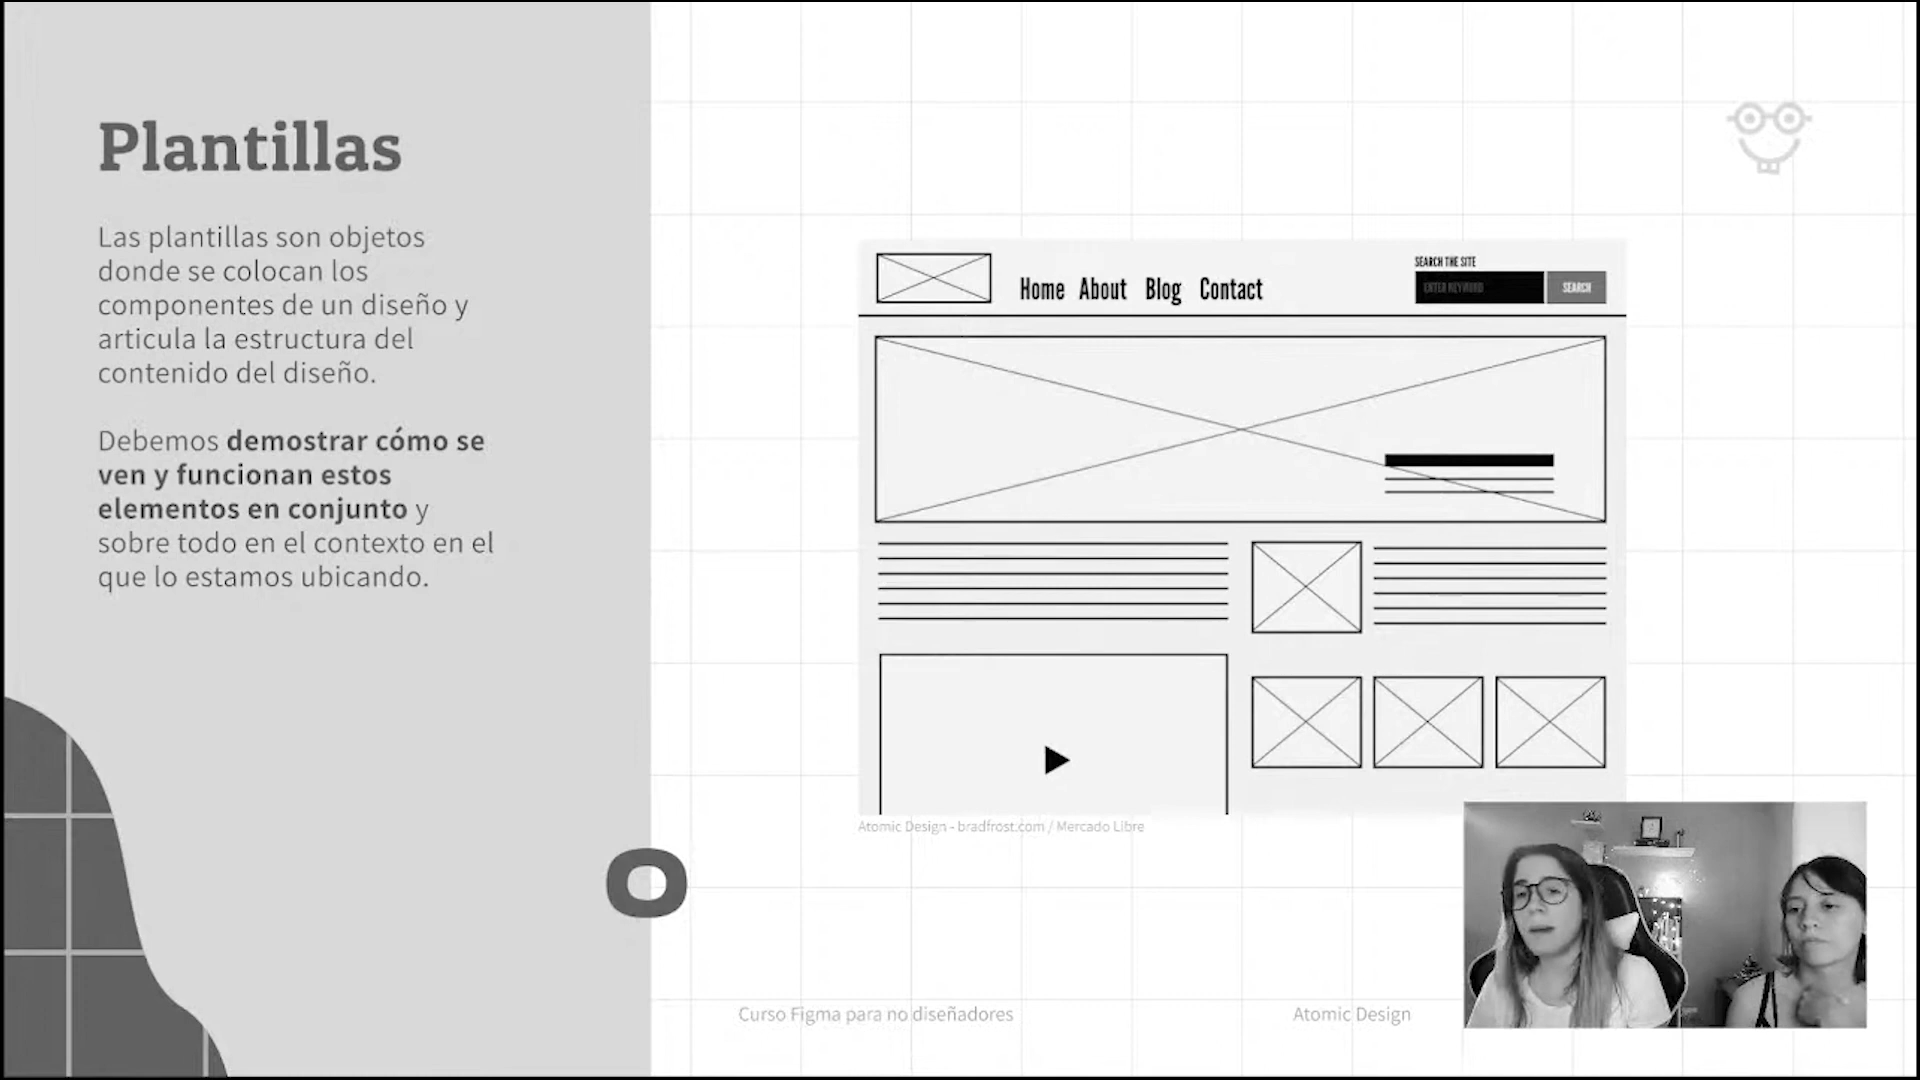 Plantillas
Las plantillas son objetos
donde se colocan los
componentes de un diseño y
articula la estructura del
contenido del diseño.
Debemos demostrar cómo se
ven y funcionan estos
elementos en conjunto y
sobre todo en el contexto en el
que lo estamos ubicando.
Home About Blog Contact
SEARCH THE SITE
ENTER KEYWORD
SEARCH
Atomic Design - bradfrost.com / Mercado Libre
Curso Figma para no diseñadores
Atomic Design